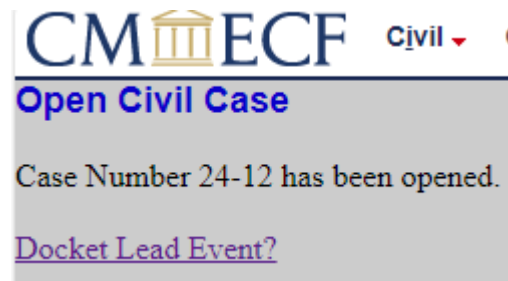 CM ECF Civil
Open Civil Case
Case Number 24-12 has been opened.
Docket Lead Event?